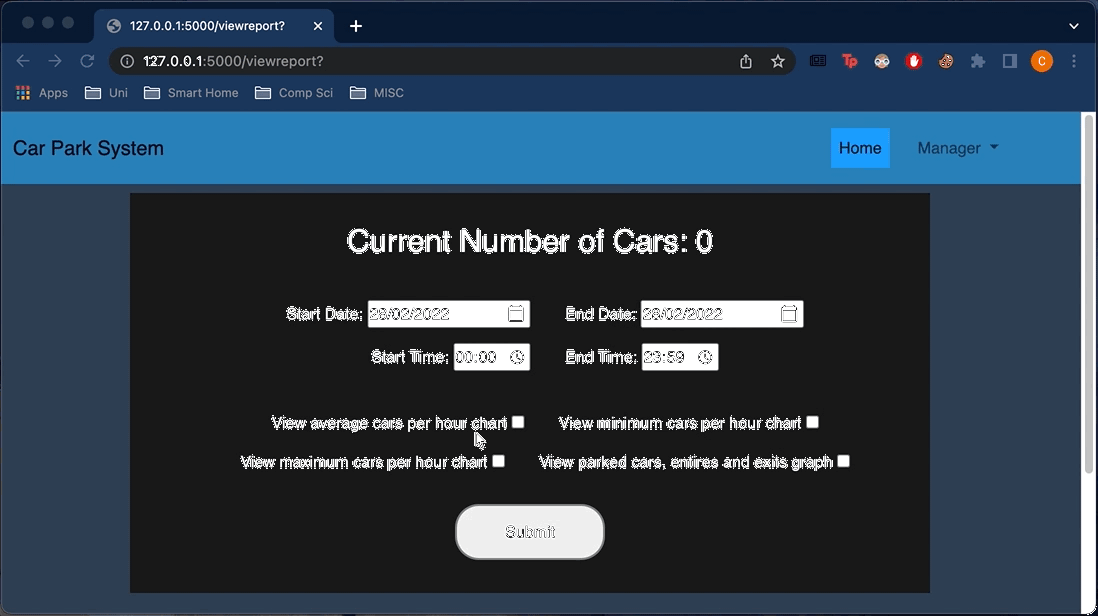 127.0.0.1:5000/viewreport?
127.0.0.1:5000/viewreport?
Tp
C
Apps Uni Smart Home Comp Sci MISC
Car Park System Home Manager
Current Number of Cars: 0
Start Date: 28/02/2022 End Date: 28/02/2022
Start Time: 00:00 End Time: 23:59
View average cars per hour chart View minimum cars per hour chart
View maximum cars per hour chart View parked cars, entires and exits graph
Submit